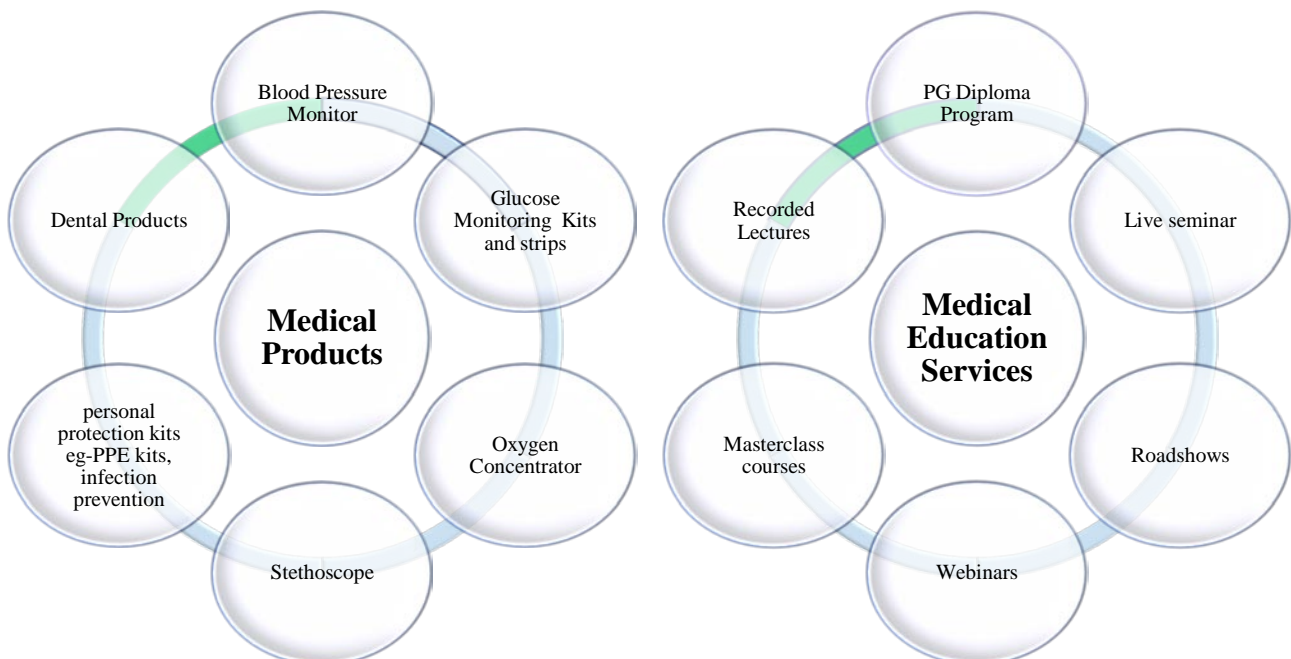 Blood Pressure
Monitor
Glucose
Monitoring Kits
and strips
Oxygen
Concentrator
Stethoscope
personal
protection kits
eg-PPE kits,
infection
prevention
Dental Products
Medical
Products
PG Diploma
Program
Live seminar
Roadshows
Webinars
Masterclass
courses
Recorded
Lectures
Medical
Education
Services